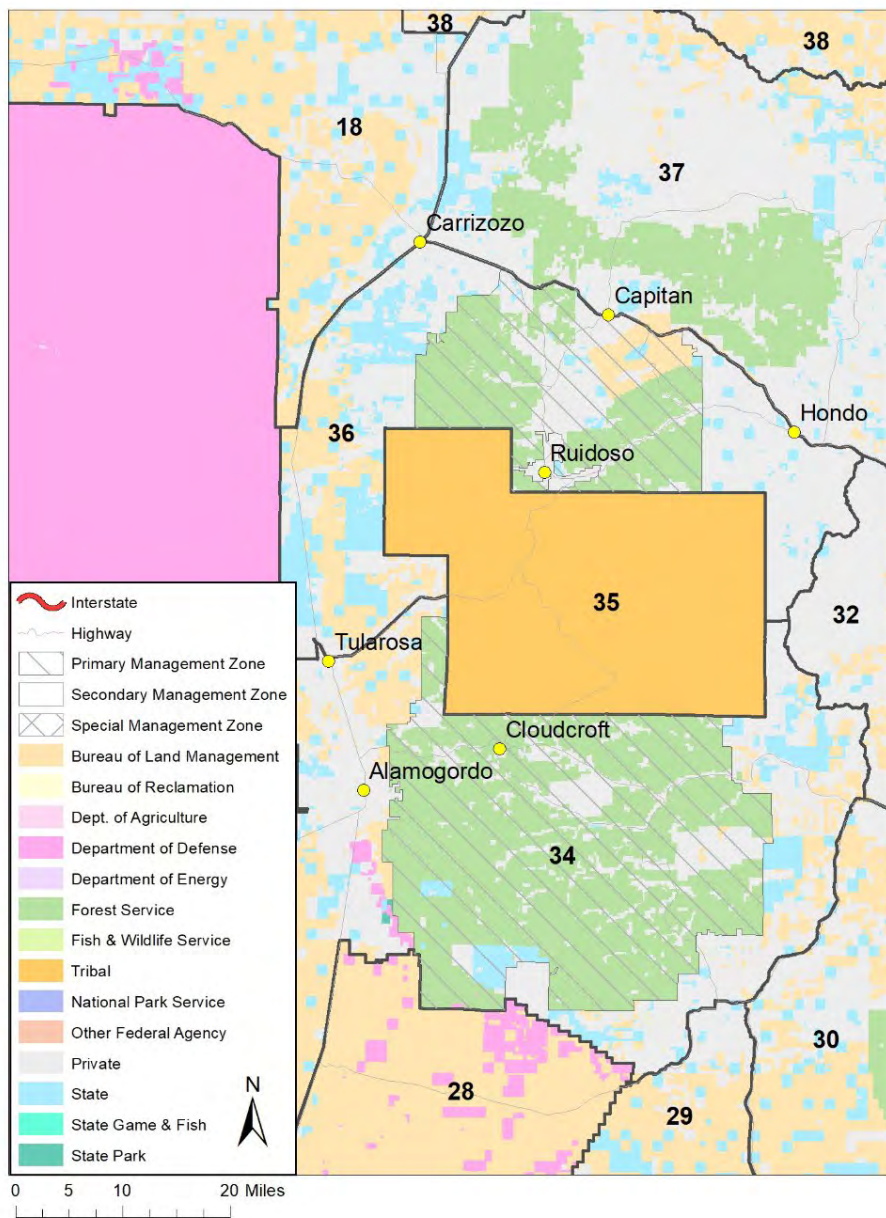 38
38
18
37
Carrizozo
Capitan
Hondo
36
Ruidoso
35
32
Tularosa
Cloudcroft
Alamogordo
34
30
28
29
Interstate
Highway
Primary Management Zone
Secondary Management Zone
Special Management Zone
Bureau of Land Management
Bureau of Reclamation
Dept. of Agriculture
Department of Defense
Department of Energy
Forest Service
Fish & Wildlife Service
Tribal
National Park Service
Other Federal Agency
Private
State
State Game & Fish
State Park
N
0 5 10 20 Miles